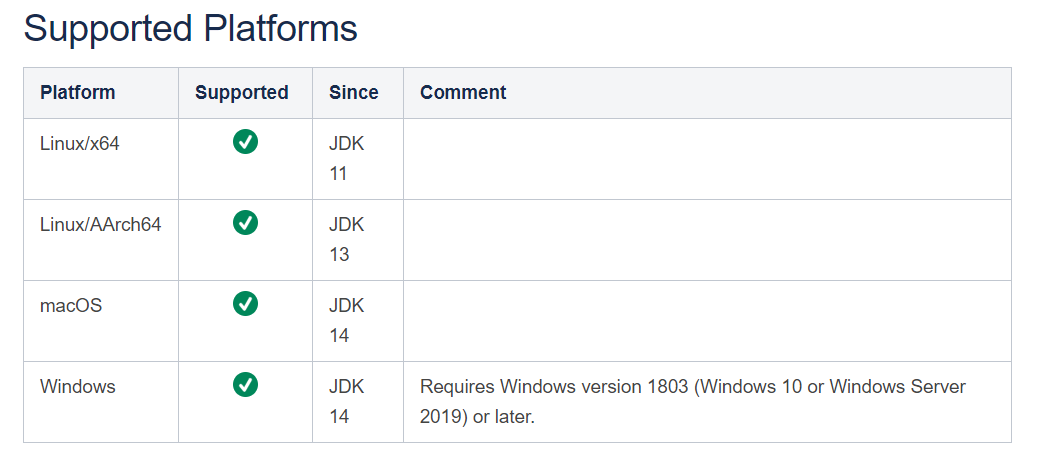 Supported Platforms
Platform Supported Since Comment
Linux/x64 JDK
11
Linux/AArch64 JDK
13
macOS JDK
14
Windows JDK Requires Windows version 1803 (Windows 10 or Windows Server
14 2019) or later.